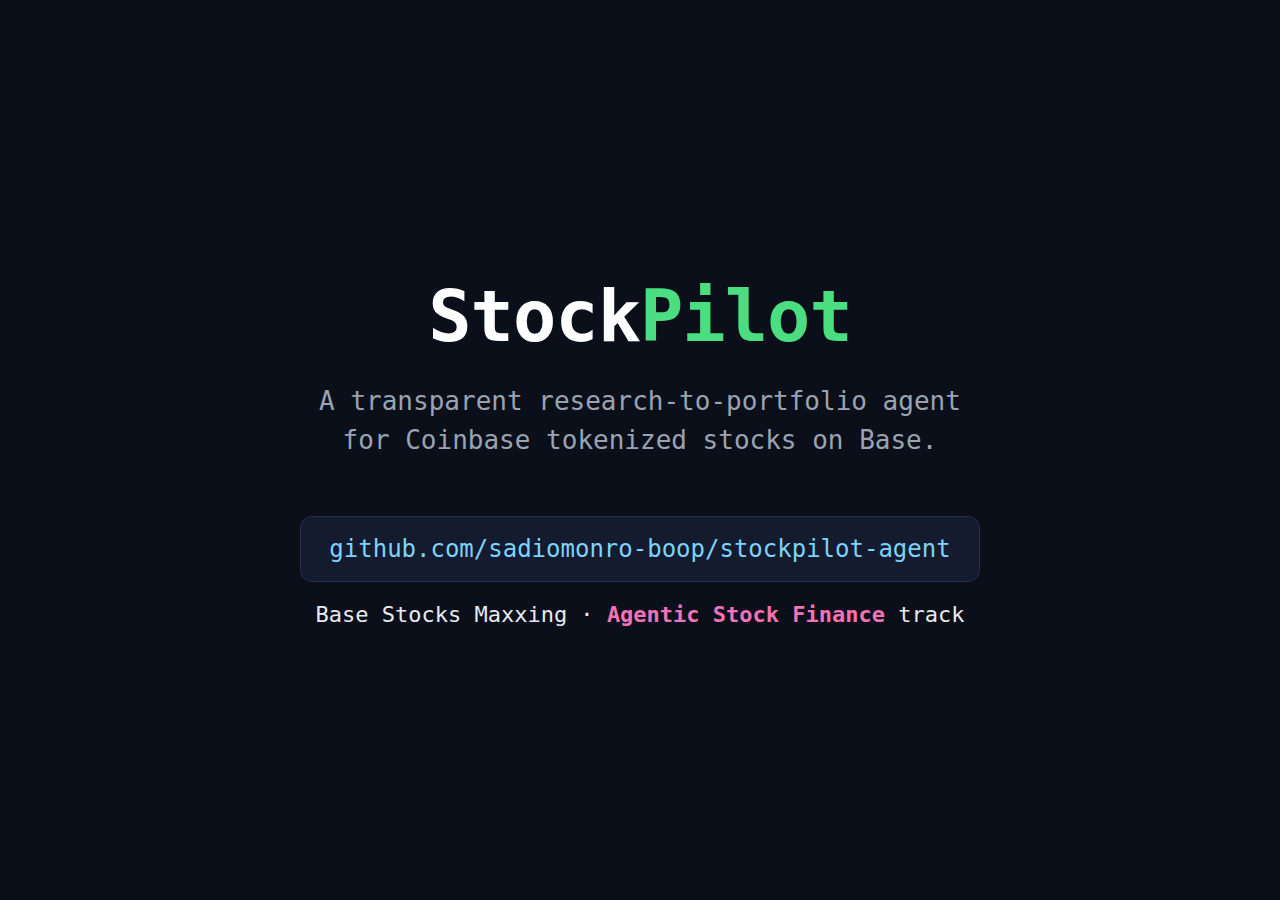 StockPilot
A transparent research-to-portfolio agent
for Coinbase tokenized stocks on Base.
github.com/sadiomonro-boop/stockpilot-agent
Base Stocks Maxxing · Agentic Stock Finance track